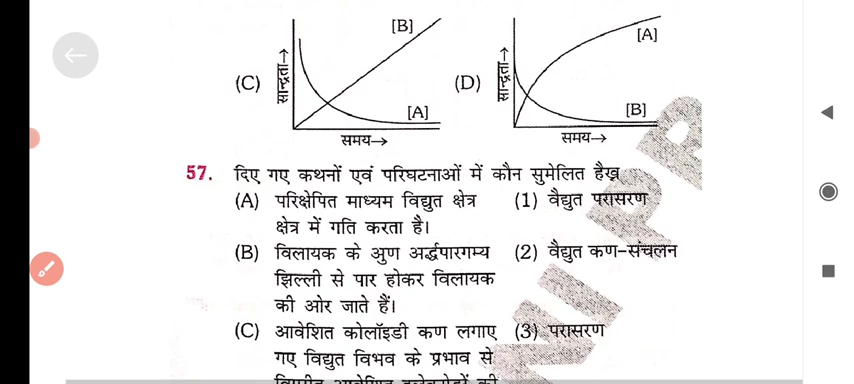 [B]
[A]
(C)
सान्द्रता→
[A]
(D)
सान्द्रता→
[B]
समय→
समय→
57. दिए गए कथनों एवं परिघटनाओं में कौन सुमेलित हैख्
(A) परिक्षेपित माध्यम विद्युत क्षेत्र (1) वैद्युत परासरण
क्षेत्र में गति करता है।
(B) विलायक के अुण अर्द्धपारगम्य (2) वैद्युत कण-संचलन
झिल्ली से पार होकर विलायक
की ओर जाते हैं।
(C) आवेशित कोलॉइडी कण लगाए (3) परासरण
गए विद्युत विभव के प्रभाव से